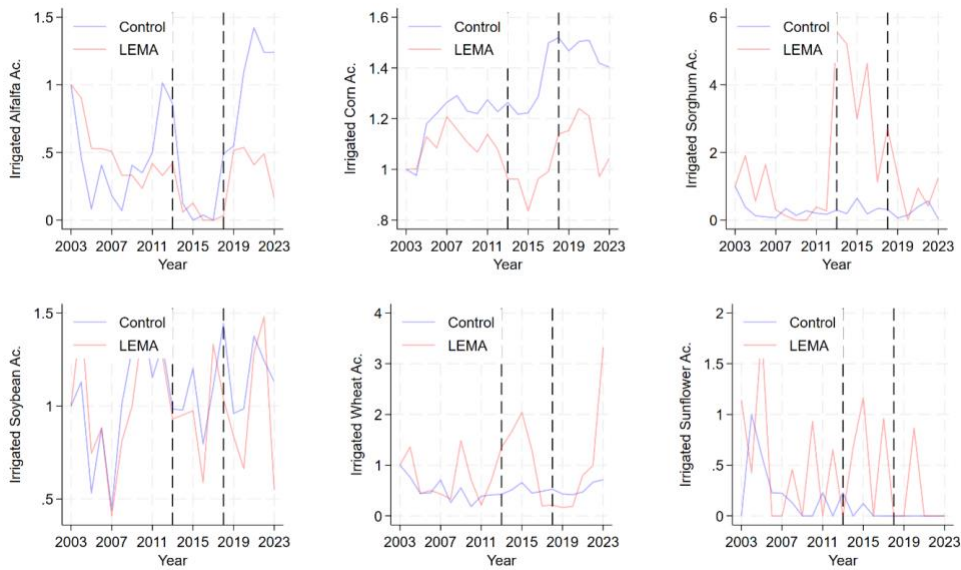 Irrigated Alfalfa Ac.
1.5
1
.5
0
Control
LEMA
2003 2007 2011 2015 2019 2023
Year
Irrigated Corn Ac.
1.6
1.4
1.2
1
.8
Control
LEMA
2003 2007 2011 2015 2019 2023
Year
Irrigated Sorghum Ac.
6
4
2
0
Control
LEMA
2003 2007 2011 2015 2019 2023
Year
Irrigated Soybean Ac.
1.5
1
.5
Control
LEMA
2003 2007 2011 2015 2019 2023
Year
Irrigated Wheat Ac.
4
3
2
1
0
Control
LEMA
2003 2007 2011 2015 2019 2023
Year
Irrigated Sunflower Ac.
2
1.5
1
.5
0
Control
LEMA
2003 2007 2011 2015 2019 2023
Year